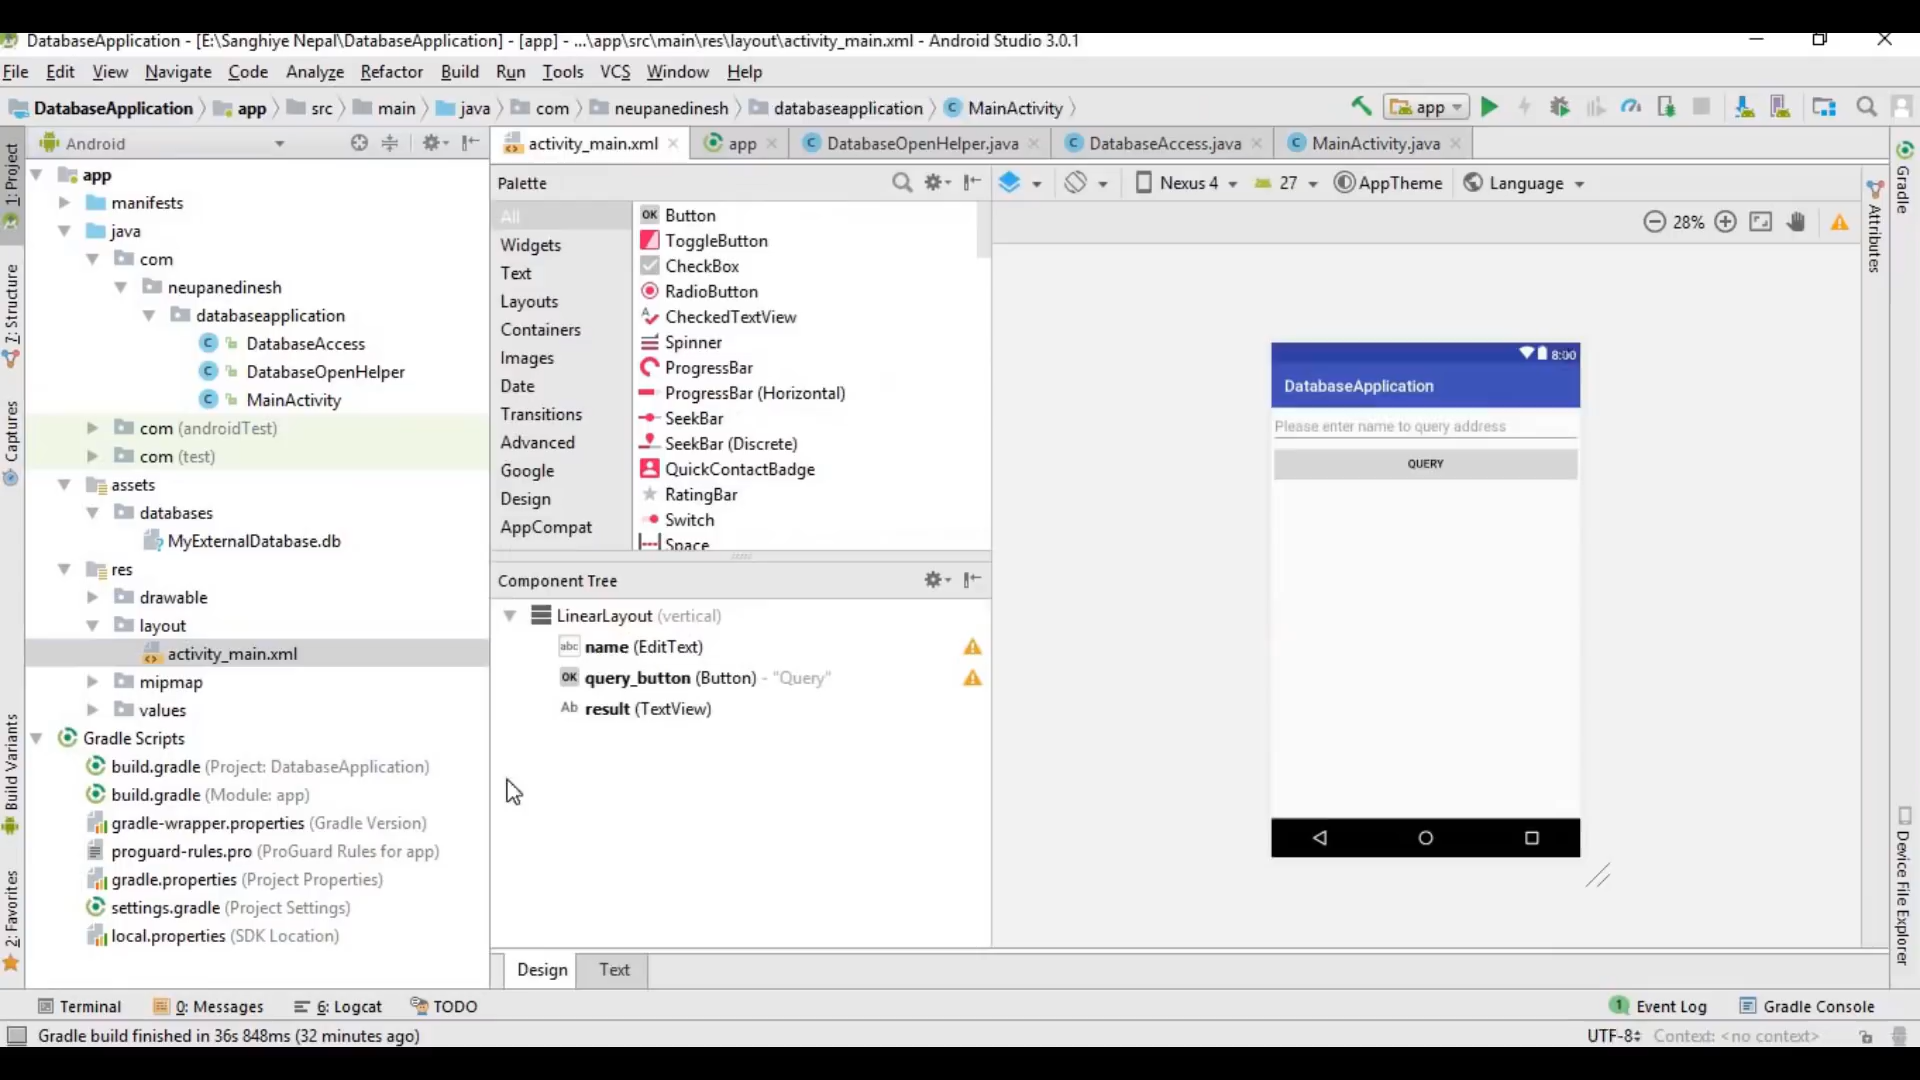 DatabaseApplication - [E:\Sanghiye Nepal\DatabaseApplication] - [app] - ...\app\src\main\res\layout\activity_main.xml - Android Studio 3.0.1
File Edit View Navigate Code Analyze Refactor Build Run Tools VCS Window Help
DatabaseApplication app src main java com neupanedinesh databaseapplication MainActivity app
1: Project
7: Structure
Captures
Build Variants
2: Favorites
Android
app
manifests
java
com
neupanedinesh
databaseapplication
DatabaseAccess
DatabaseOpenHelper
MainActivity
com (androidTest)
com (test)
assets
databases
MyExternalDatabase.db
res
drawable
layout
activity_main.xml
mipmap
values
Gradle Scripts
build.gradle (Project: DatabaseApplication)
build.gradle (Module: app)
gradle-wrapper.properties (Gradle Version)
proguard-rules.pro (ProGuard Rules for app)
gradle.properties (Project Properties)
settings.gradle (Project Settings)
local.properties (SDK Location)
activity_main.xml app DatabaseOpenHelper.java DatabaseAccess.java MainActivity.java
Palette
All
Widgets
Text
Layouts
Containers
Images
Date
Transitions
Advanced
Google
Design
AppCompat
OK Button
ToggleButton
CheckBox
RadioButton
CheckedTextView
Spinner
ProgressBar
ProgressBar (Horizontal)
SeekBar
SeekBar (Discrete)
QuickContactBadge
RatingBar
Switch
Space
Component Tree
LinearLayout (vertical)
abc name (EditText)
OK query_button (Button) - "Query"
Ab result (TextView)
Design Text
Nexus 4 27 AppTheme Language
28%
8:00
DatabaseApplication
Please enter name to query address
QUERY
Gradle
Attributes
Device File Explorer
Terminal 0: Messages 6: Logcat TODO 1 Event Log Gradle Console
Gradle build finished in 36s 848ms (32 minutes ago) UTF-8 Context: <no context>